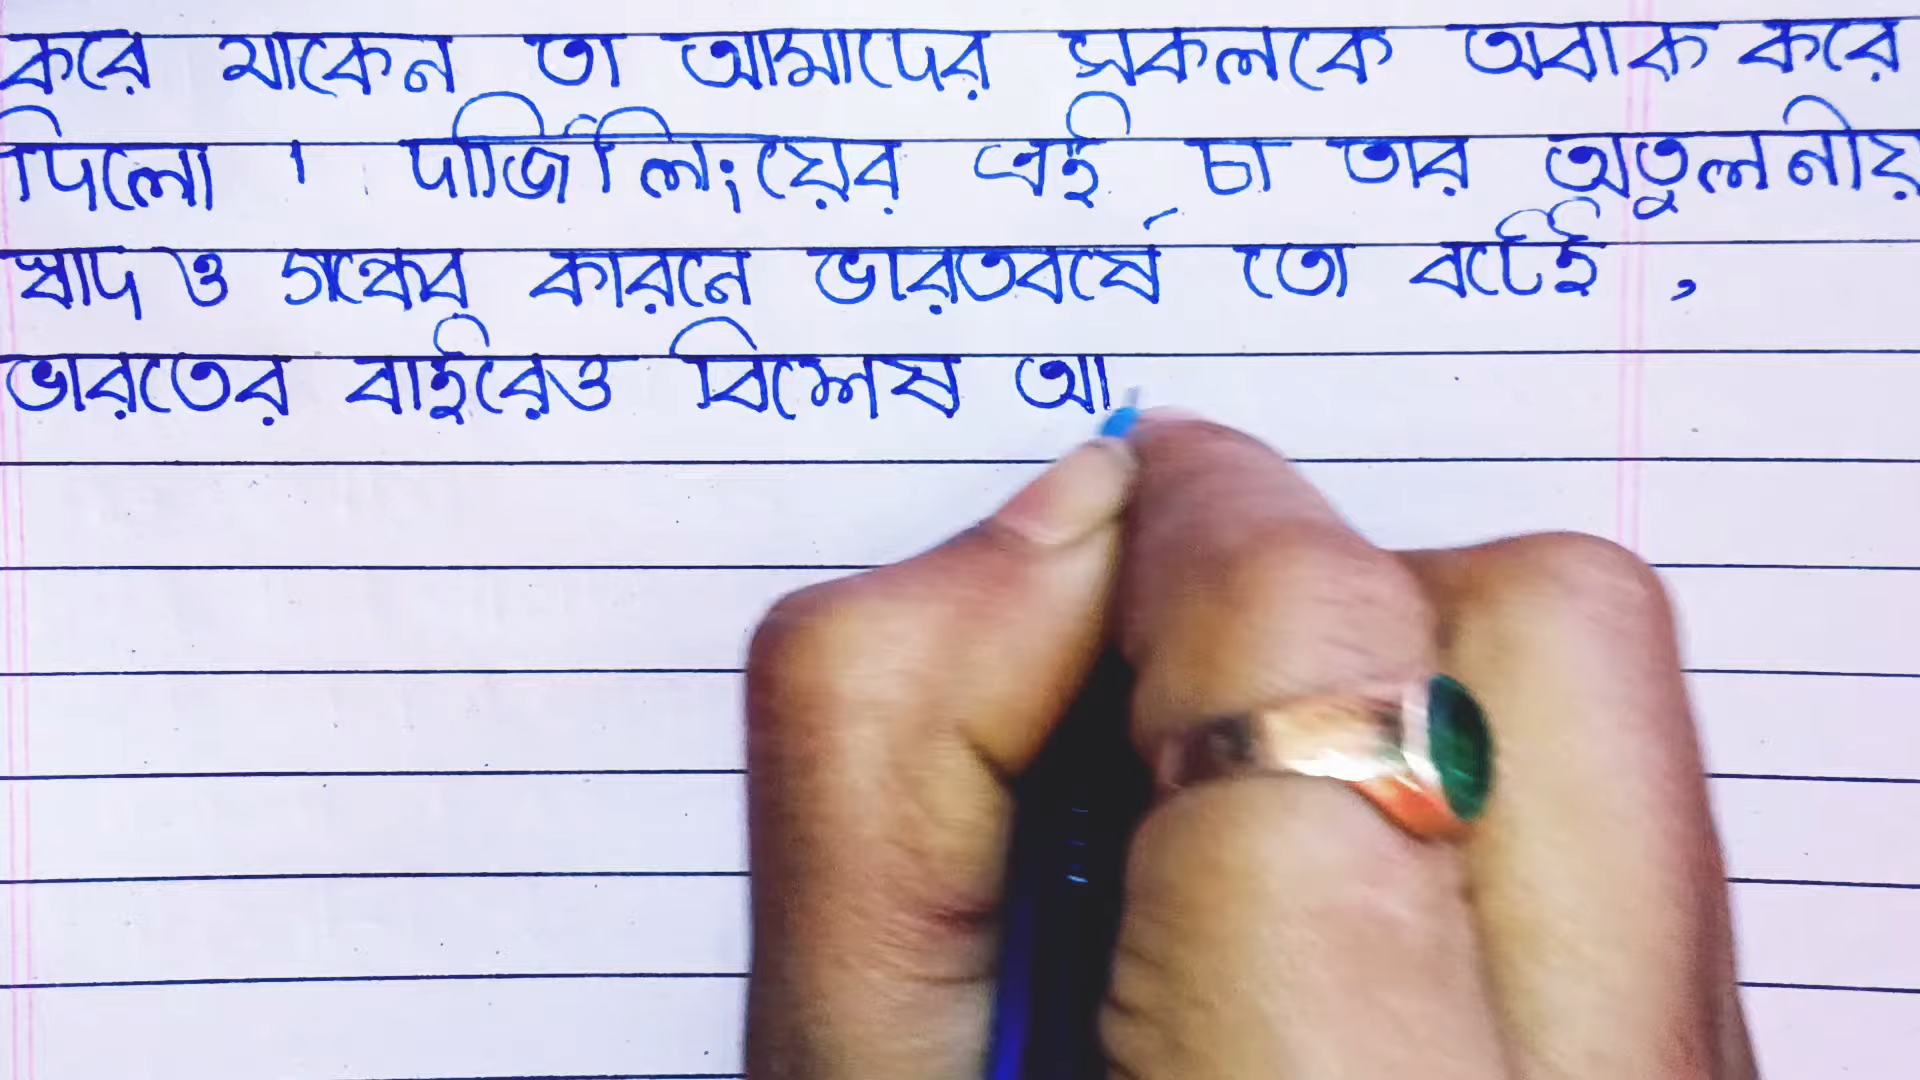 করে থাকেন তা আমাদের সকলকে অবাক করে
দিলো । দার্জিলিংয়ের এই চা তার অতুলনীয়
স্বাদ ও গন্ধের কারনে ভারতবর্ষে তো বটেই ,
ভারতের বাইরেও বিশেষ আ